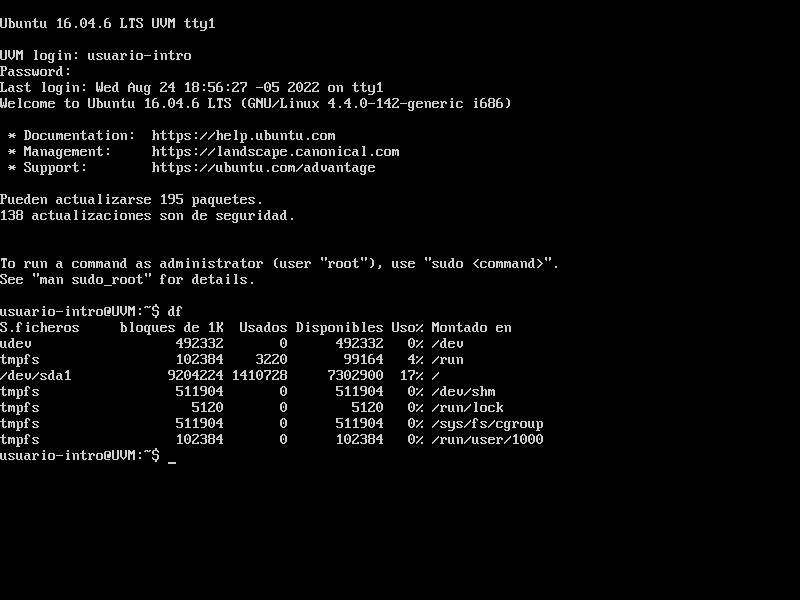 Ubuntu 16.04.6 LTS UVM tty1
UVM login: usuario-intro
Password:
Last login: Wed Aug 24 18:56:27 -05 2022 on tty1
Welcome to Ubuntu 16.04.6 LTS (GNU/Linux 4.4.0-142-generic i686)
* Documentation:  https://help.ubuntu.com
* Management:     https://landscape.canonical.com
* Support:        https://ubuntu.com/advantage
Pueden actualizarse 195 paquetes.
138 actualizaciones son de seguridad.
To run a command as administrator (user "root"), use "sudo <command>".
See "man sudo_root" for details.
usuario-intro@UVM:~$ df
S.ficheros     bloques de 1K  Usados Disponibles Uso% Montado en
udev                  492332       0      492332   0% /dev
tmpfs                 102384    3220       99164   4% /run
/dev/sda1            9204224 1410728     7302900  17% /
tmpfs                 511904       0      511904   0% /dev/shm
tmpfs                   5120       0        5120   0% /run/lock
tmpfs                 511904       0      511904   0% /sys/fs/cgroup
tmpfs                 102384       0      102384   0% /run/user/1000
usuario-intro@UVM:~$ _